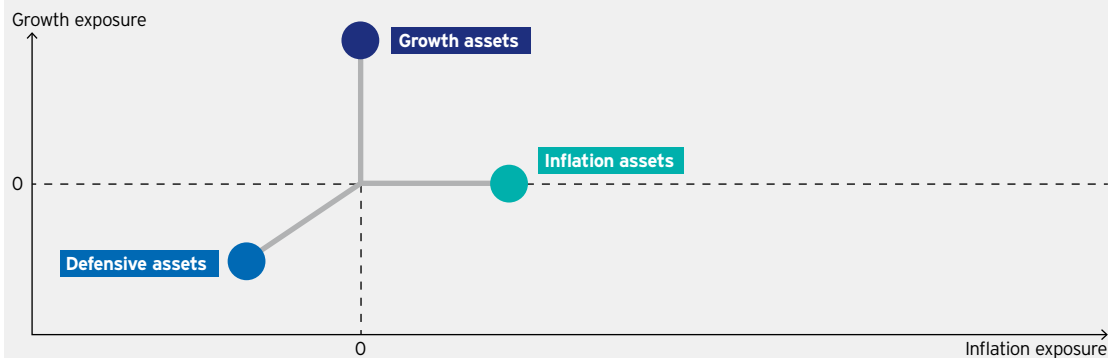 Growth exposure
Growth assets
Inflation assets
0
Defensive assets
0
Inflation exposure